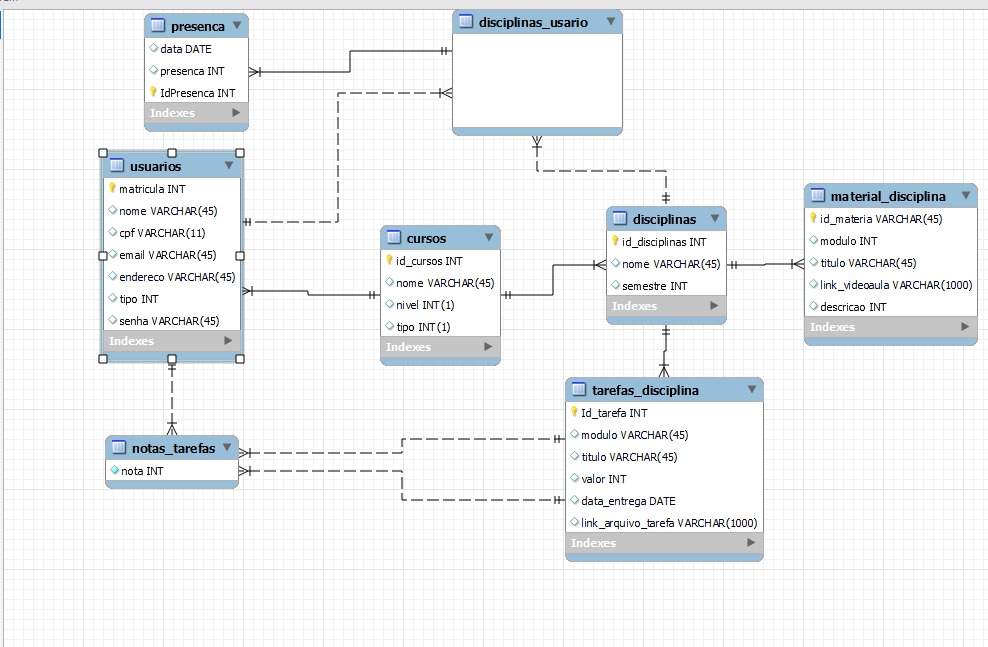 presenca
data DATE
presenca INT
IdPresenca INT
Indexes
disciplinas_usario
usuarios
matricula INT
nome VARCHAR(45)
cpf VARCHAR(11)
email VARCHAR(45)
endereco VARCHAR(45)
tipo INT
senha VARCHAR(45)
Indexes
cursos
id_cursos INT
nome VARCHAR(45)
nivel INT(1)
tipo INT(1)
Indexes
disciplinas
id_disciplinas INT
nome VARCHAR(45)
semestre INT
Indexes
material_disciplina
id_materia VARCHAR(45)
modulo INT
titulo VARCHAR(45)
link_videoaula VARCHAR(1000)
descricao INT
Indexes
notas_tarefas
nota INT
tarefas_disciplina
Id_tarefa INT
modulo VARCHAR(45)
titulo VARCHAR(45)
valor INT
data_entrega DATE
link_arquivo_tarefa VARCHAR(1000)
Indexes